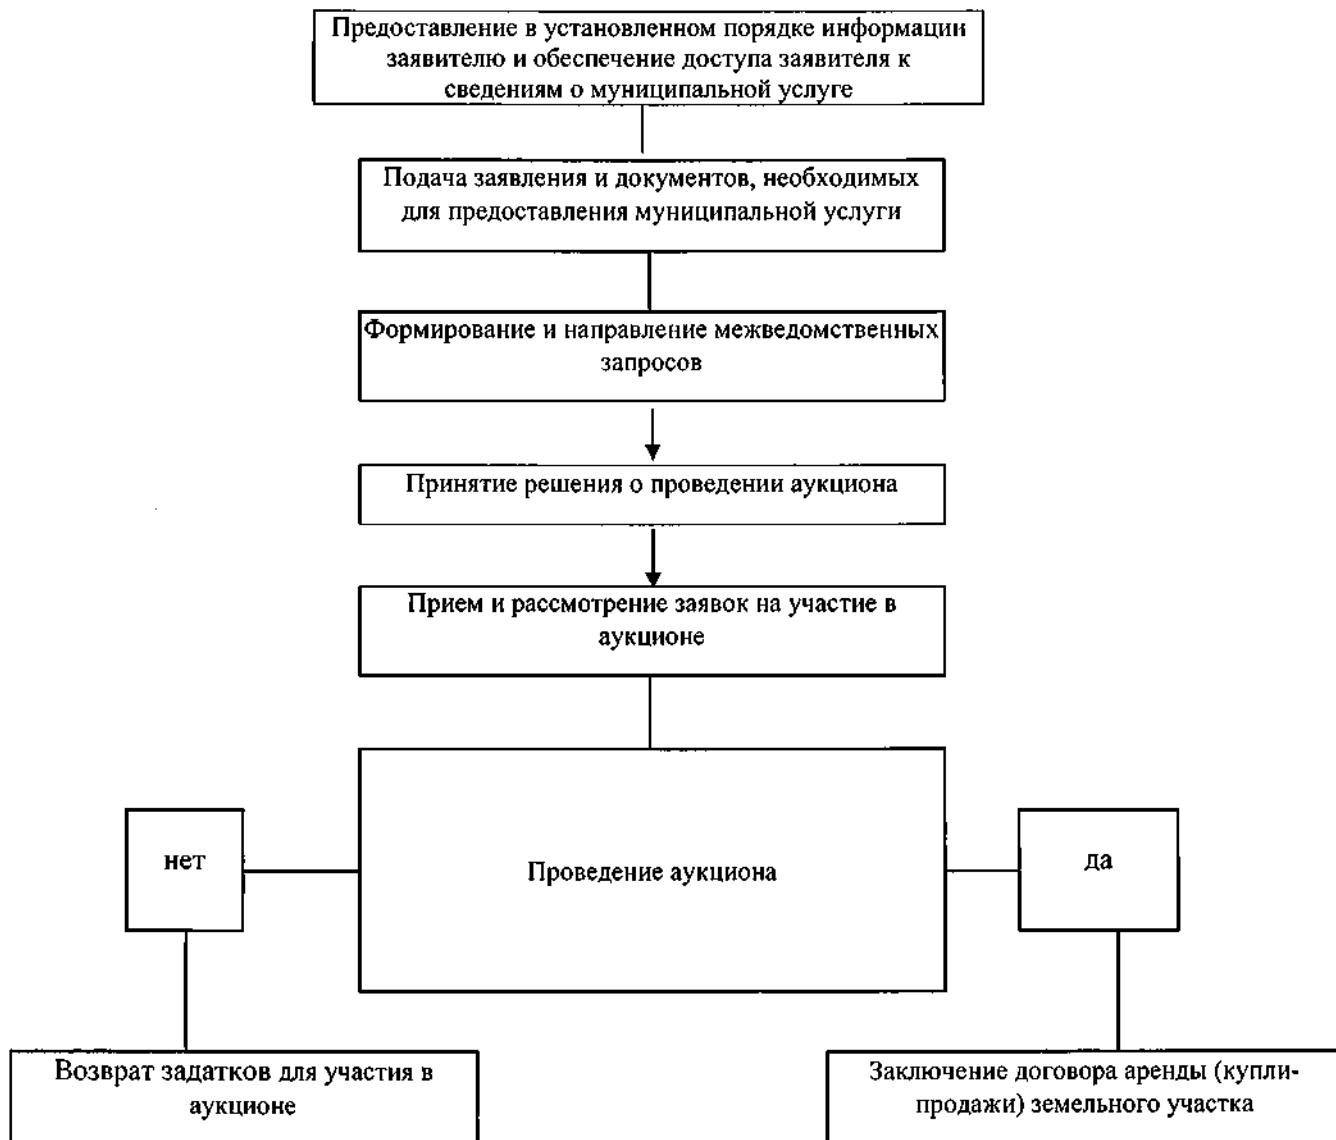 Предоставление в установленном порядке информации
заявителю и обеспечение доступа заявителя к
сведениям о муниципальной услуге
Подача заявления и документов, необходимых
для предоставления муниципальной услуги
Формирование и направление межведомственных
запросов
Принятие решения о проведении аукциона
Прием и рассмотрение заявок на участие в
аукционе
нет
Проведение аукциона
да
Возврат задатков для участия в
аукционе
Заключение договора аренды (купли-
продажи) земельного участка